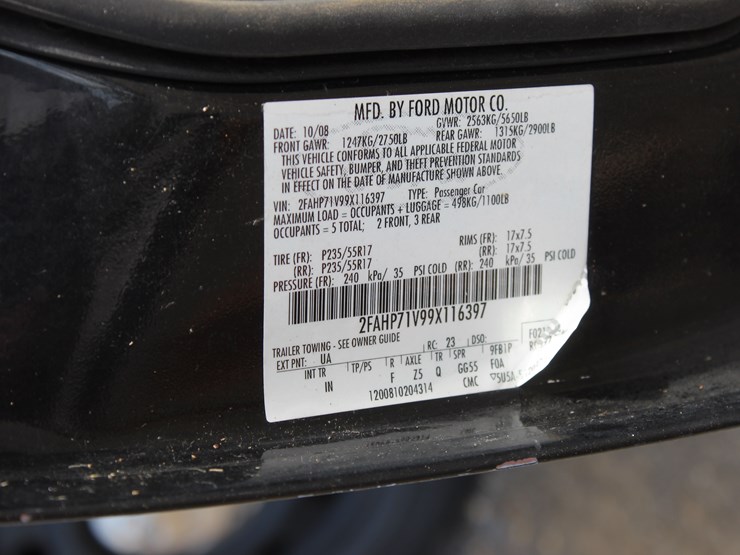 MFD. BY FORD MOTOR CO.
DATE: 10/08 GVWR: 2563KG/5650LB
FRONT GAWR: 1247KG/2750LB REAR GAWR: 1315KG/2900LB
THIS VEHICLE CONFORMS TO ALL APPLICABLE FEDERAL MOTOR
VEHICLE SAFETY, BUMPER, AND THEFT PREVENTION STANDARDS
IN EFFECT ON THE DATE OF MANUFACTURE SHOWN ABOVE.
VIN: 2FAHP71V99X116397 TYPE: Passenger Car
MAXIMUM LOAD = OCCUPANTS + LUGGAGE = 498KG/1100LB
OCCUPANTS = 5 TOTAL; 2 FRONT, 3 REAR
TIRE (FR): P235/55R17 RIMS (FR): 17x7.5
(RR): P235/55R17 (RR): 17x7.5
PRESSURE (FR): 240 kPa/ 35 PSI COLD (RR): 240 kPa/ 35 PSI COLD
2FAHP71V99X116397
TRAILER TOWING - SEE OWNER GUIDE
EXT PNT: UA RC: 23 DSO:
INT TR TP/PS R AXLE TR SPR 9FB1P
IN F Z5 Q GG55 FOA
1200810204314 CMC